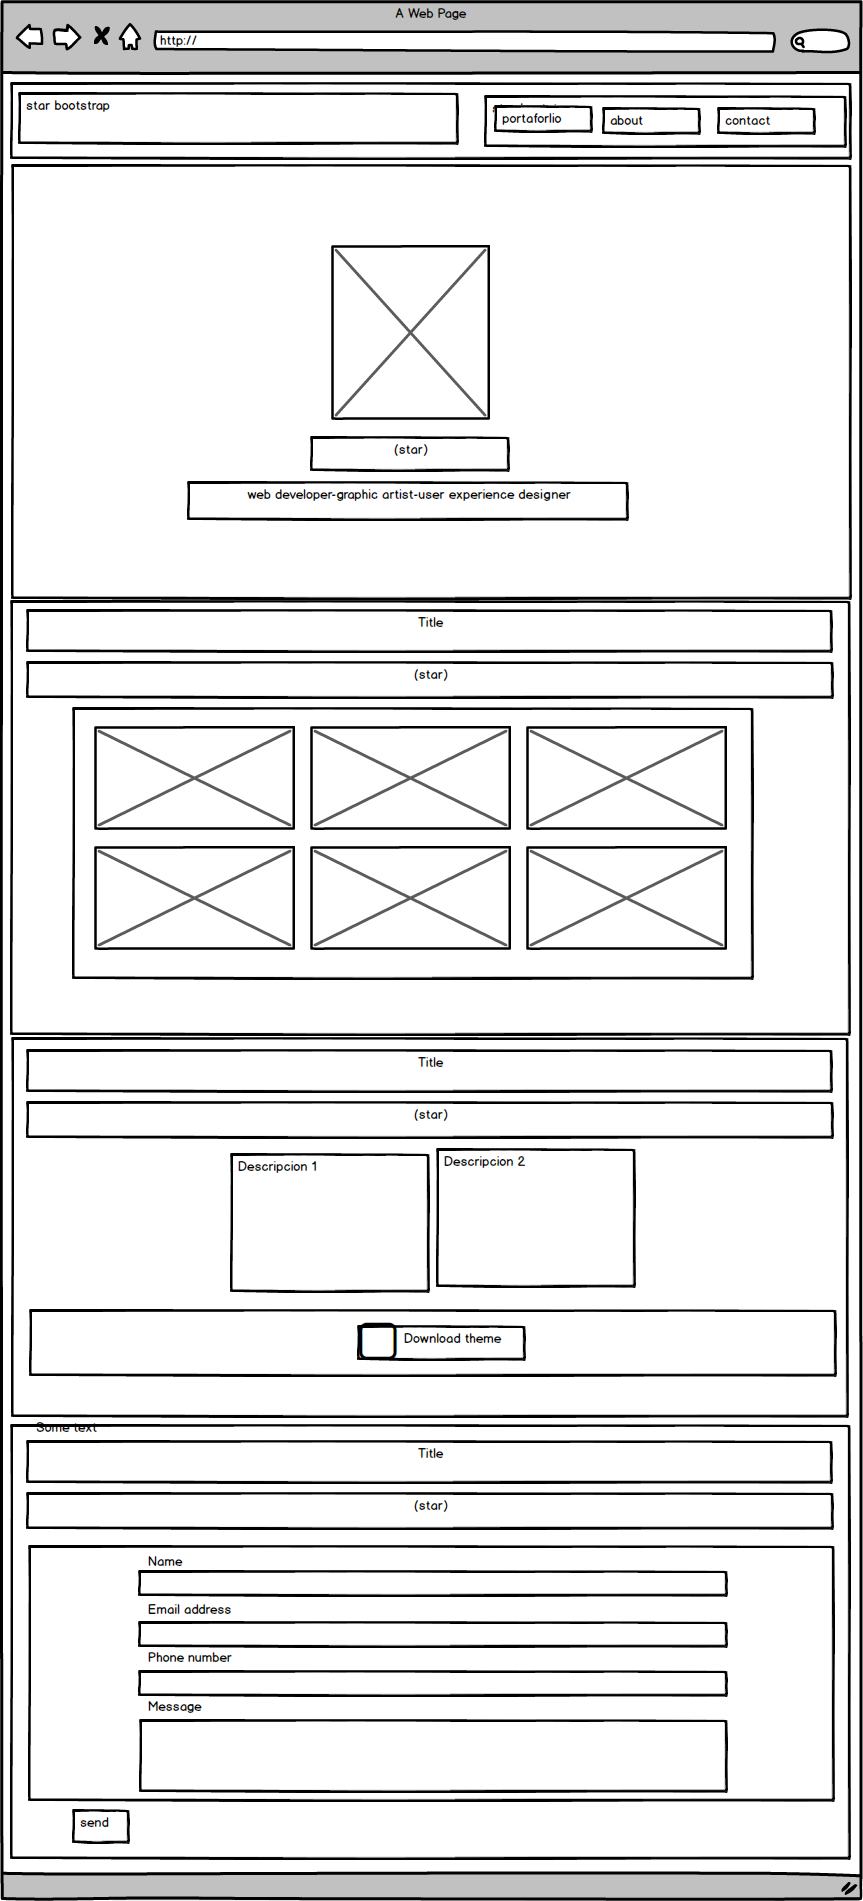 A Web Page
http://
star bootstrap
portaforlio
about
contact
(star)
web developer-graphic artist-user experience designer
Title
(star)
Title
(star)
Descripcion 1
Descripcion 2
Download theme
Some text
Title
(star)
Name
Email address
Phone number
Message
send